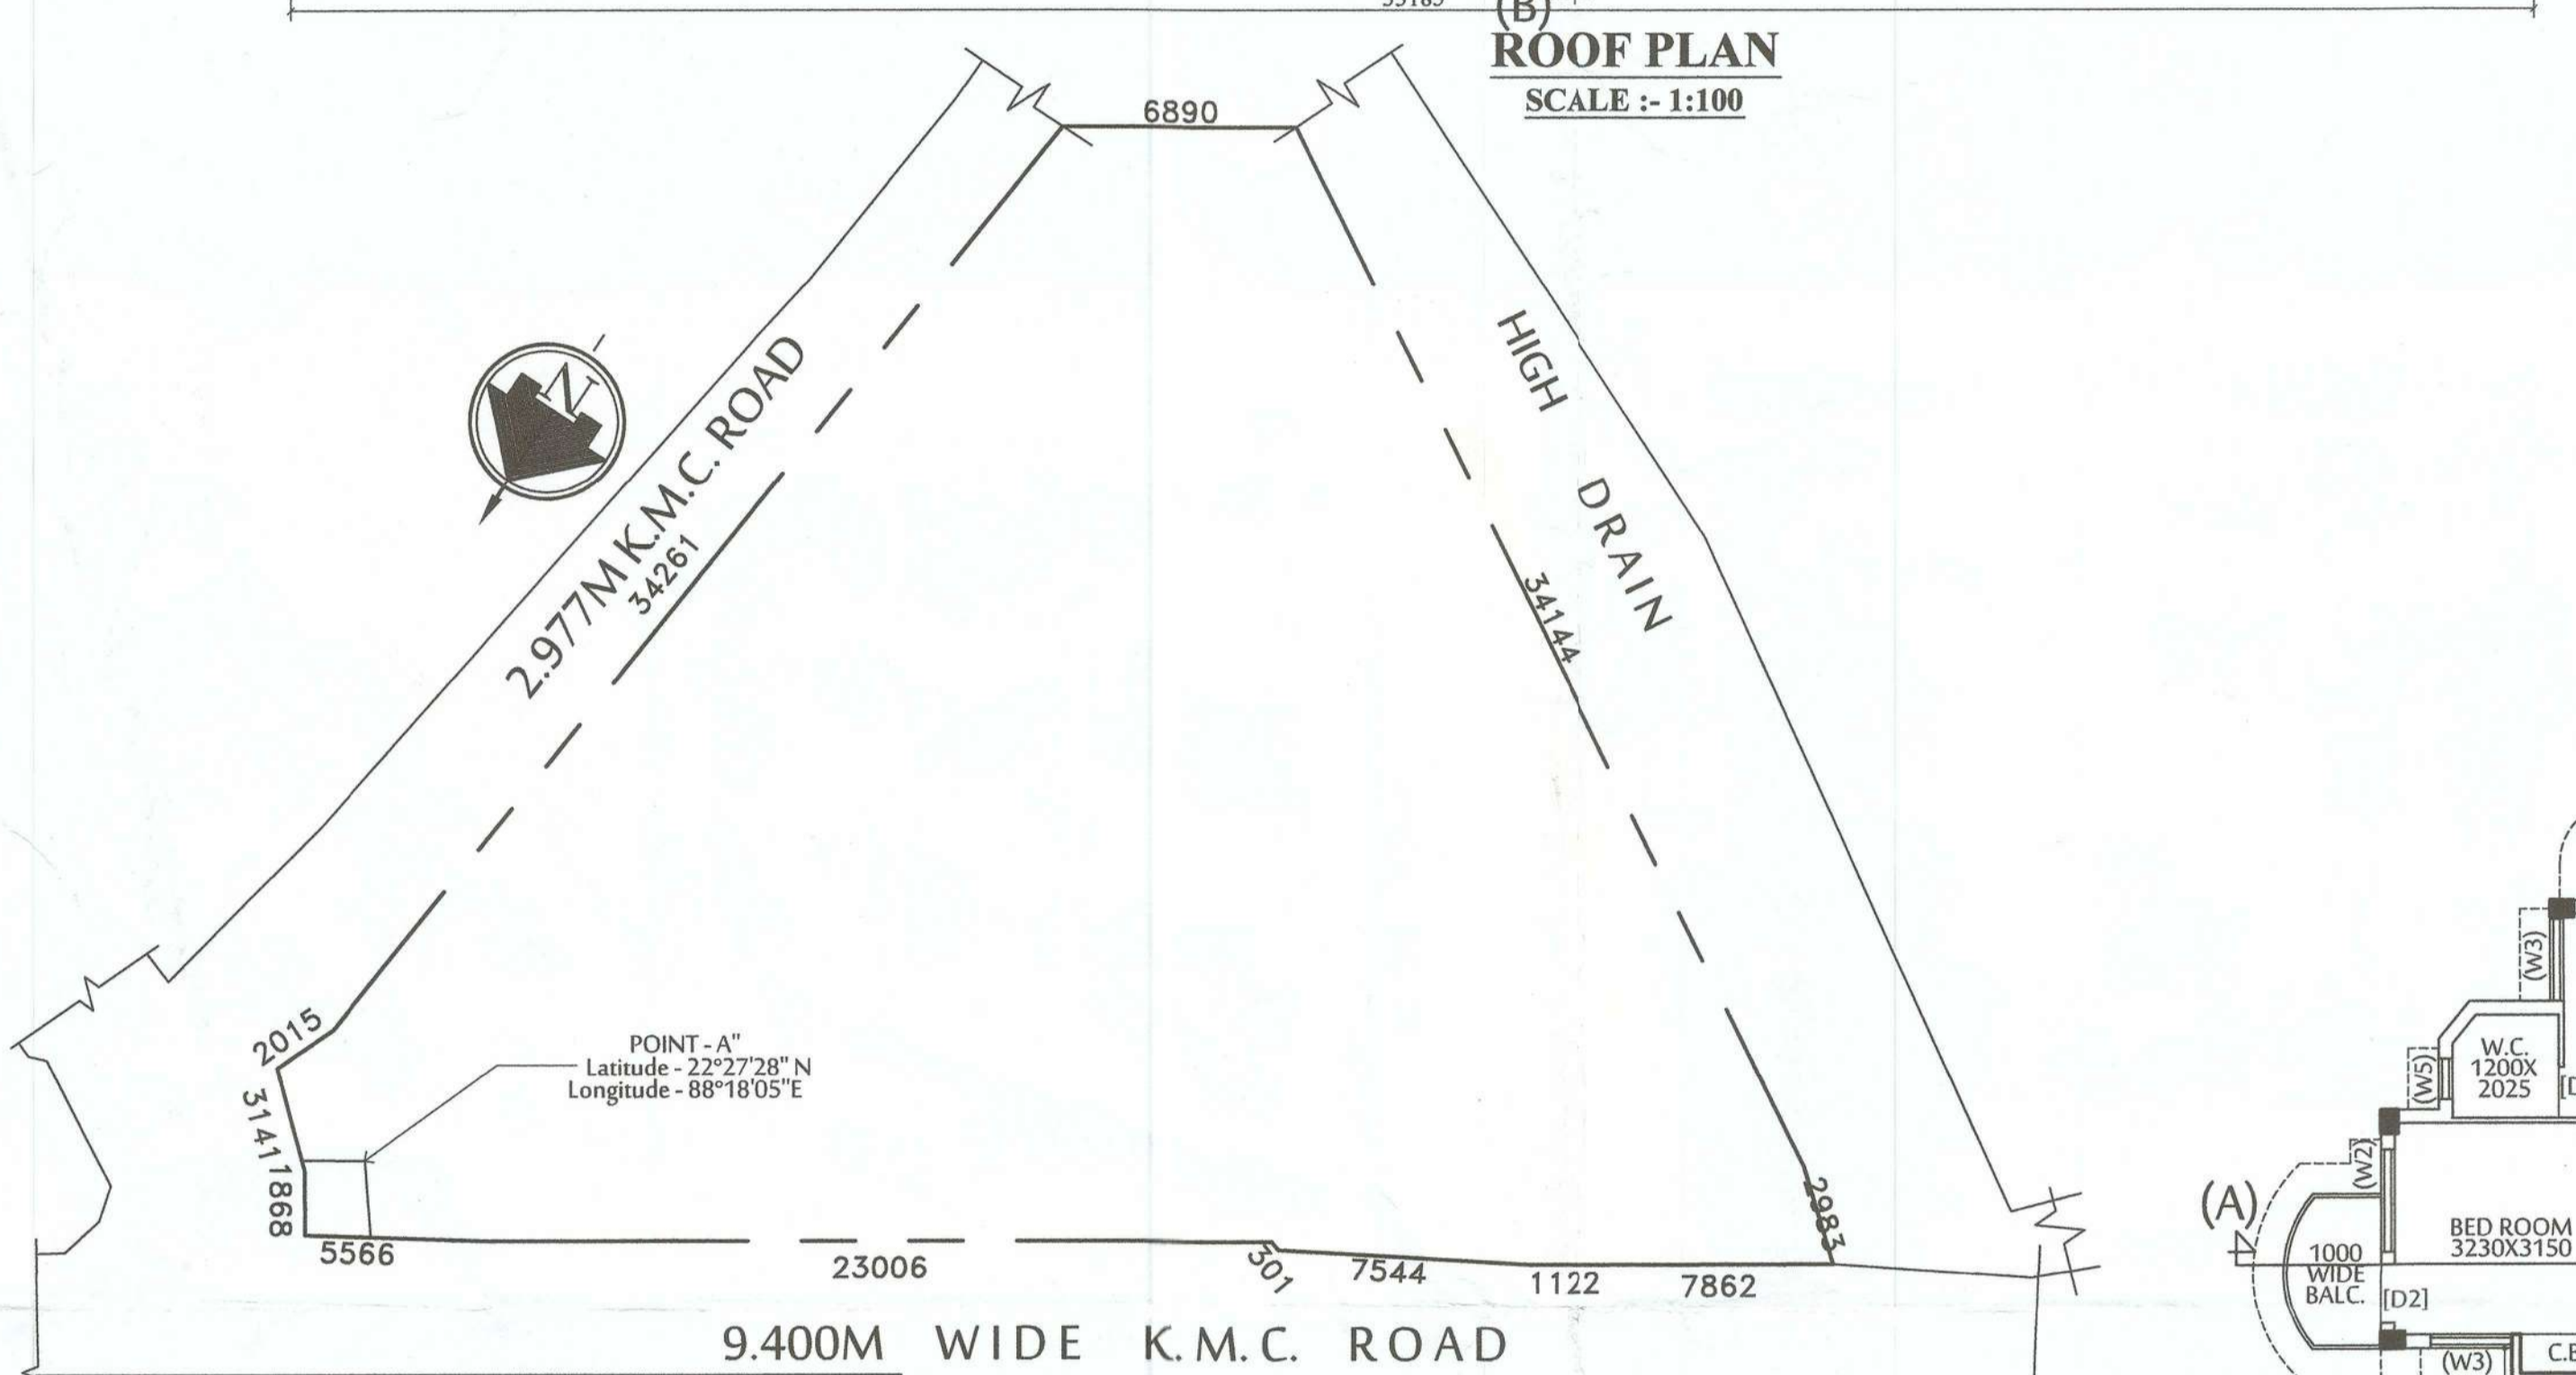 (B)
ROOF PLAN
SCALE :- 1:100
6890
N
2.977M K.M.C. ROAD
34261
HIGH DRAIN
34144
2015
3141
1868
POINT - A"
Latitude - 22°27'28" N
Longitude - 88°18'05"E
5566
23006
301
7544
1122
7862
2983
9.400M WIDE K.M.C. ROAD
(W3)
W.C.
1200X
2025
(W5)
(W2)
(A)
BED ROOM
3230X3150
1000
WIDE
BALC.
[D2]
(W3)